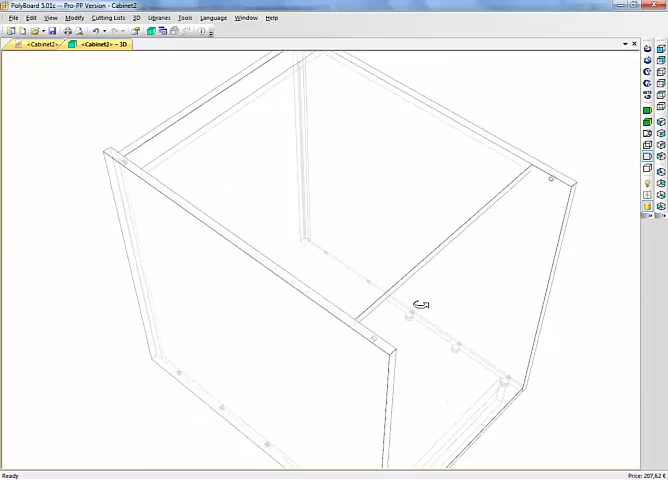 PolyBoard 5.01c -- Pro-PP Version - Cabinet2
File Edit View Modify Cutting Lists 3D Libraries Tools Language Window Help
<Cabinet2> <Cabinet2> – 3D
Ready Price: 207,62 €